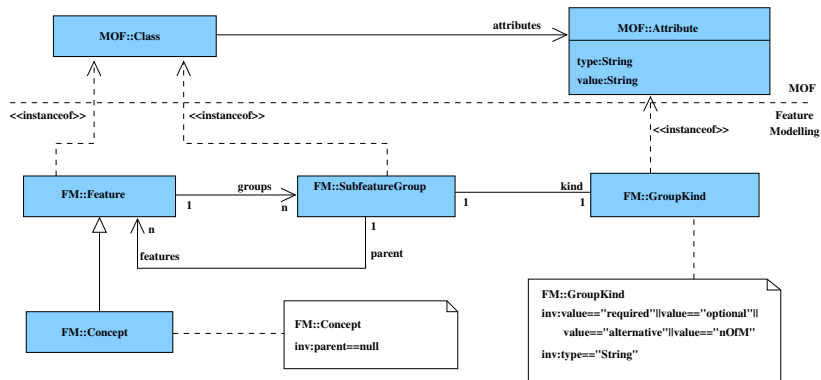 attributes
MOF::Class
MOF::Attribute
type:String
value:String
MOF
<<instanceof>>
<<instanceof>>
<<instanceof>>
Feature
Modelling
FM::Feature
groups
1
n
FM::SubfeatureGroup
kind
1
1
FM::GroupKind
n
features
1
parent
FM::Concept
FM::Concept
inv:parent==null
FM::GroupKind
inv:value=="required"||value=="optional"||
value=="alternative"||value=="nOfM"
inv:type=="String"